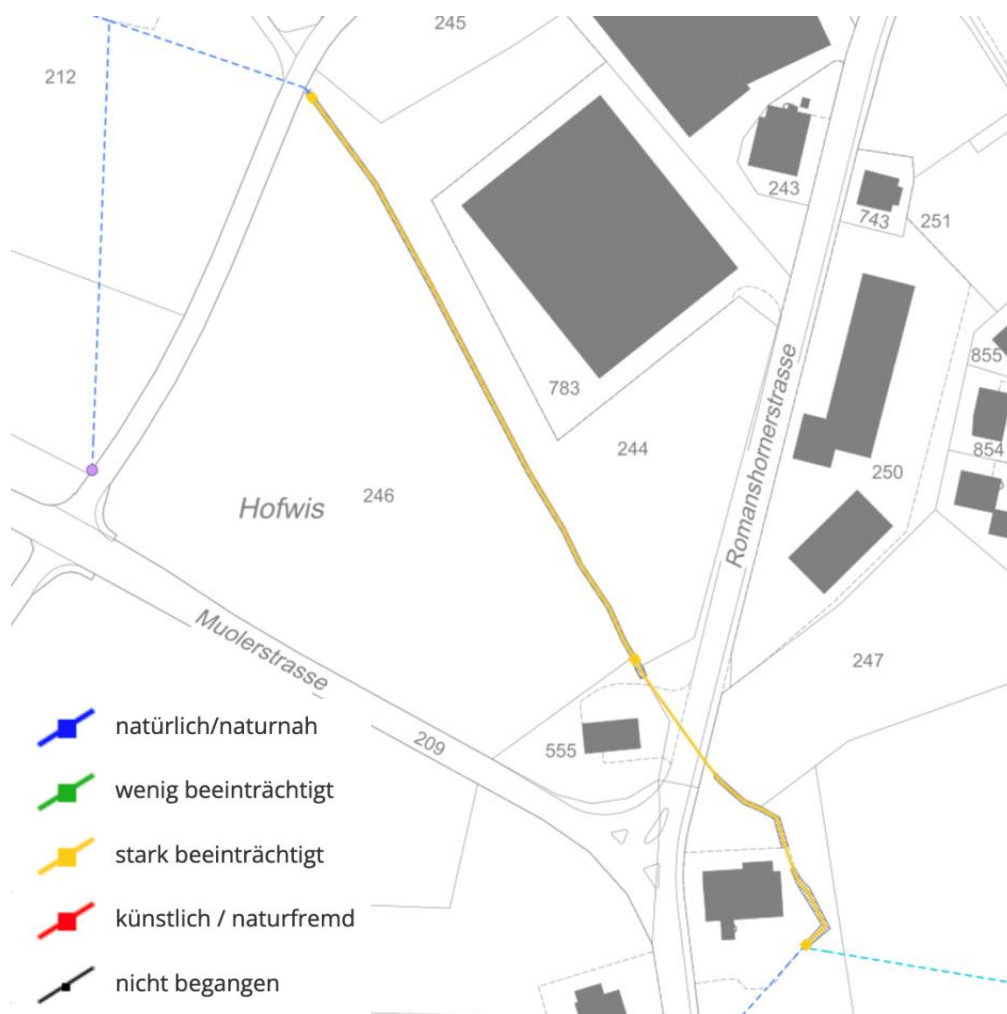 245
212
243
743
251
855
783
244
854
250
Hofwis
246
Romanshornerstrasse
Muolerstrasse
247
209
555
natürlich/naturnah
wenig beeinträchtigt
stark beeinträchtigt
künstlich / naturfremd
nicht begangen